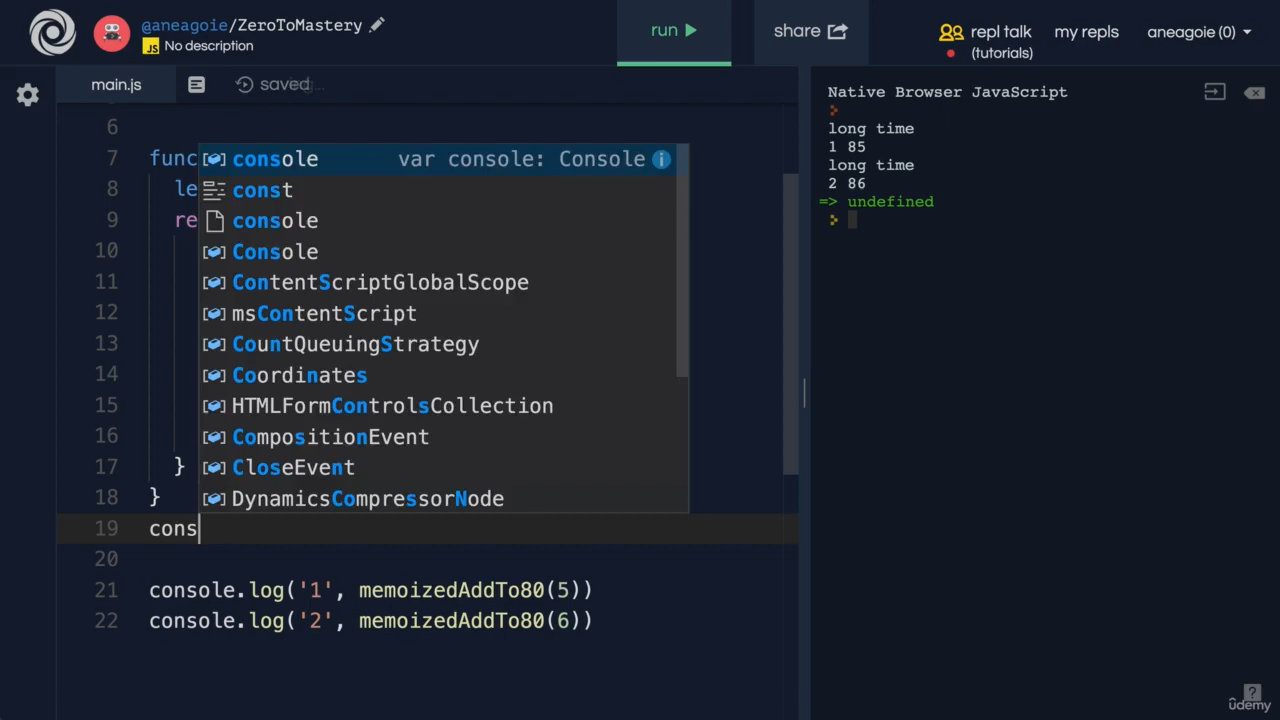 @aneagoie/ZeroToMastery
JS No description
run
share
repl talk
(tutorials)
my repls
aneagoie (0)
main.js
saved
6
7 func
8 le
9 re
10
11
12
13
14
15
16
17 }
18 }
19 cons
20
21 console.log('1', memoizedAddTo80(5))
22 console.log('2', memoizedAddTo80(6))
console var console: Console
const
console
Console
ContentScriptGlobalScope
msContentScript
CountQueuingStrategy
Coordinates
HTMLFormControlsCollection
CompositionEvent
CloseEvent
DynamicsCompressorNode
Native Browser JavaScript
long time
1 85
long time
2 86
=> undefined
?
ûdemy